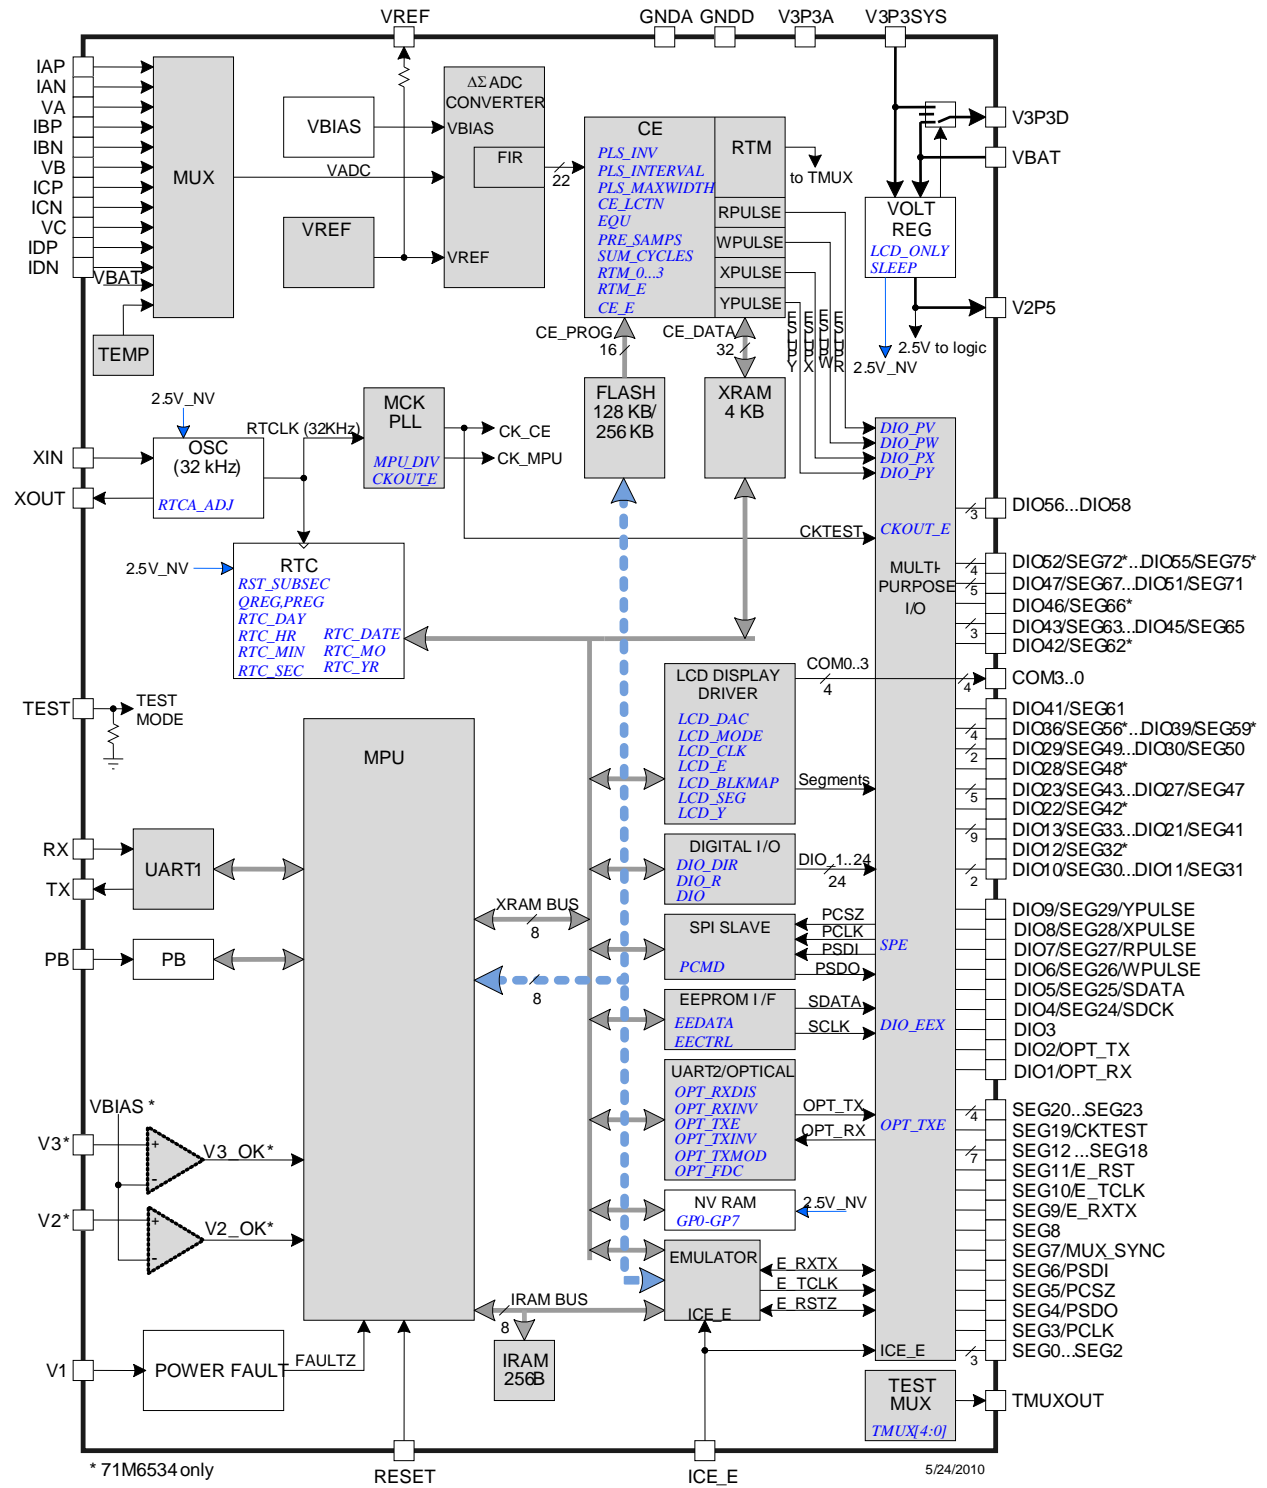 VREF
GNDA GNDD V3P3A V3P3SYS
IAP
IAN
VA
IBP
IBN
VB
ICP
ICN
VC
IDP
IDN
VBAT
MUX
TEMP
VBIAS
VREF
VADC
ΔΣ ADC
CONVERTER
VBIAS
FIR
VREF
22
CE
PLS_INV
PLS_INTERVAL
PLS_MAXWIDTH
CE_LCTN
EQU
PRE_SAMPS
SUM_CYCLES
RTM_0...3
RTM_E
CE_E
RTM
to TMUX
RPULSE
WPULSE
XPULSE
YPULSE
V3P3D
VBAT
VOLT
REG
LCD_ONLY
SLEEP
V2P5
2.5V to logic
2.5V_NV
CE_PROG
16
CE_DATA
32
FLASH
128 KB/
256 KB
XRAM
4 KB
2.5V_NV
XIN
XOUT
OSC
(32 kHz)
RTCA_ADJ
RTCLK (32KHz)
MCK
PLL
MPU_DIV
CKOUT_E
CK_CE
CK_MPU
CKTEST
2.5V_NV
RTC
RST_SUBSEC
QREG,PREG
RTC_DAY
RTC_HR
RTC_MIN
RTC_SEC
RTC_DATE
RTC_MO
RTC_YR
DIO_PV
DIO_PW
DIO_PX
DIO_PY
CKOUT_E
MULTI-
PURPOSE
I/O
SPE
DIO_EEX
OPT_TXE
ICE_E
TEST
TEST
MODE
MPU
RX
TX
UART1
PB
PB
XRAM BUS
8
8
LCD DISPLAY
DRIVER
LCD_DAC
LCD_MODE
LCD_CLK
LCD_E
LCD_BLKMAP
LCD_SEG
LCD_Y
COM0..3
4
4
Segments
DIGITAL I/O
DIO_DIR
DIO_R
DIO
DIO_1..24
24
SPI SLAVE
PCMD
PCSZ
PCLK
PSDI
PSDO
EEPROM I/F
EEDATA
EECTRL
SDATA
SCLK
UART2/OPTICAL
OPT_RXDIS
OPT_RXINV
OPT_TXE
OPT_TXINV
OPT_TXMOD
OPT_FDC
OPT_TX
OPT_RX
NV RAM
GP0-GP7
2.5V_NV
EMULATOR
ICE_E
E_RXTX
E_TCLK
E_RSTZ
IRAM BUS
8
IRAM
256B
VBIAS *
V3*
V3_OK*
V2*
V2_OK*
+
-
+
-
V1
POWER FAULT
FAULTZ
TEST
MUX
TMUX[4:0]
DIO56...DIO58
3
DIO52/SEG72*...DIO55/SEG75*
4
DIO47/SEG67...DIO51/SEG71
5
DIO46/SEG66*
DIO43/SEG63...DIO45/SEG65
3
DIO42/SEG62*
COM3..0
DIO41/SEG61
DIO36/SEG56*...DIO39/SEG59*
4
DIO29/SEG49...DIO30/SEG50
2
DIO28/SEG48*
DIO23/SEG43...DIO27/SEG47
5
DIO22/SEG42*
DIO13/SEG33...DIO21/SEG41
9
DIO12/SEG32*
DIO10/SEG30...DIO11/SEG31
2
DIO9/SEG29/YPULSE
DIO8/SEG28/XPULSE
DIO7/SEG27/RPULSE
DIO6/SEG26/WPULSE
DIO5/SEG25/SDATA
DIO4/SEG24/SDCK
DIO3
DIO2/OPT_TX
DIO1/OPT_RX
SEG20...SEG23
4
SEG19/CKTEST
SEG12 ...SEG18
7
SEG11/E_RST
SEG10/E_TCLK
SEG9/E_RXTX
SEG8
SEG7/MUX_SYNC
SEG6/PSDI
SEG5/PCSZ
SEG4/PSDO
SEG3/PCLK
SEG0...SEG2
3
TMUXOUT
* 71M6534 only
RESET
ICE_E
5/24/2010